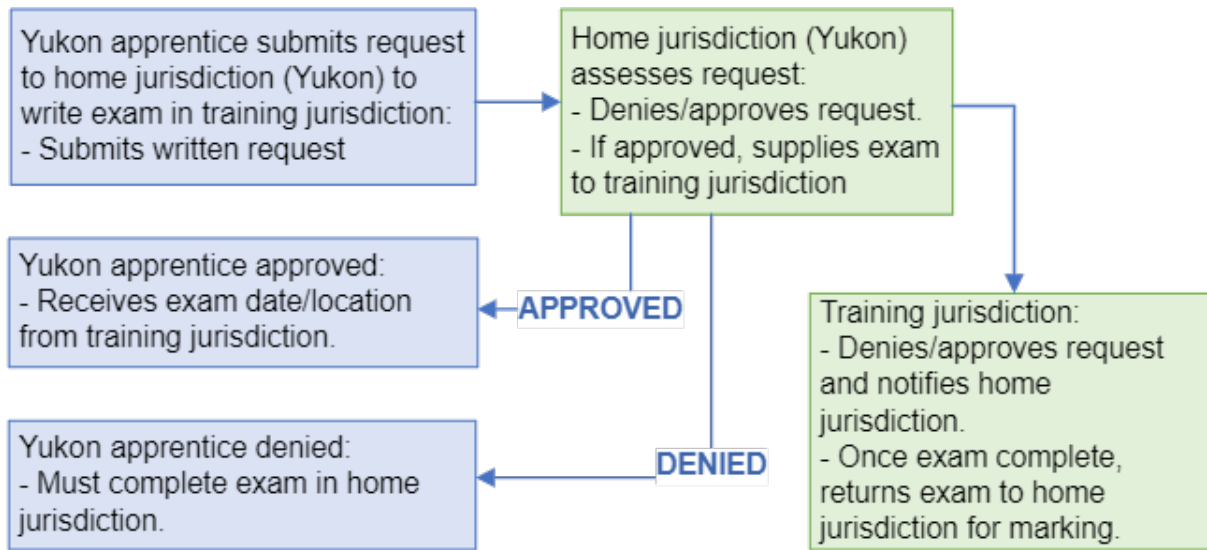 Yukon apprentice submits request
to home jurisdiction (Yukon) to
write exam in training jurisdiction:
- Submits written request
Home jurisdiction (Yukon)
assesses request:
- Denies/approves request.
- If approved, supplies exam
to training jurisdiction
Yukon apprentice approved:
- Receives exam date/location
from training jurisdiction.
APPROVED
Training jurisdiction:
- Denies/approves request
and notifies home
jurisdiction.
- Once exam complete,
returns exam to home
jurisdiction for marking.
Yukon apprentice denied:
- Must complete exam in home
jurisdiction.
DENIED